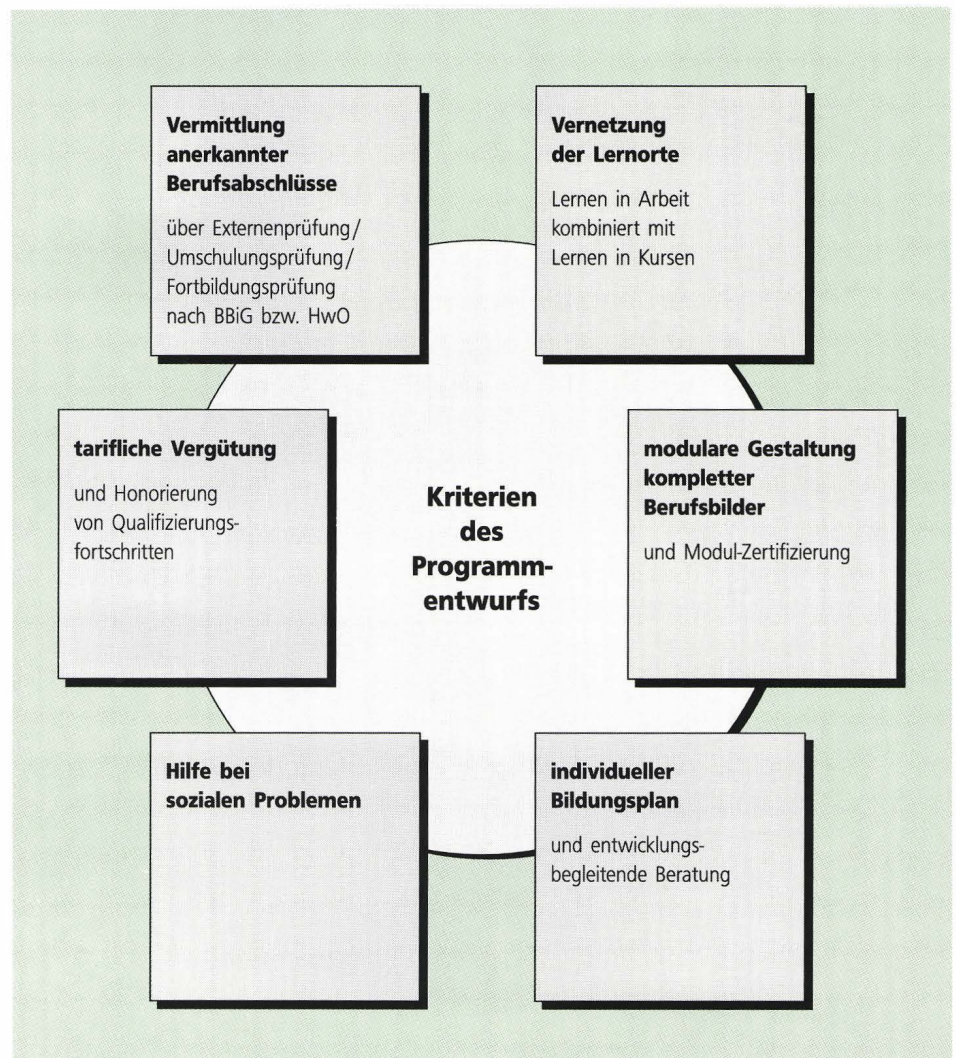 Vermittlung
anerkannter
Berufsabschlüsse
über Externenprüfung/
Umschulungsprüfung/
Fortbildungsprüfung
nach BBiG bzw. HwO
Vernetzung
der Lernorte
Lernen in Arbeit
kombiniert mit
Lernen in Kursen
tarifliche Vergütung
und Honorierung
von Qualifizierungs-
fortschritten
Kriterien
des
Programm-
entwurfs
modulare Gestaltung
kompletter
Berufsbilder
und Modul-Zertifizierung
Hilfe bei
sozialen Problemen
individueller
Bildungsplan
und entwicklungs-
begleitende Beratung